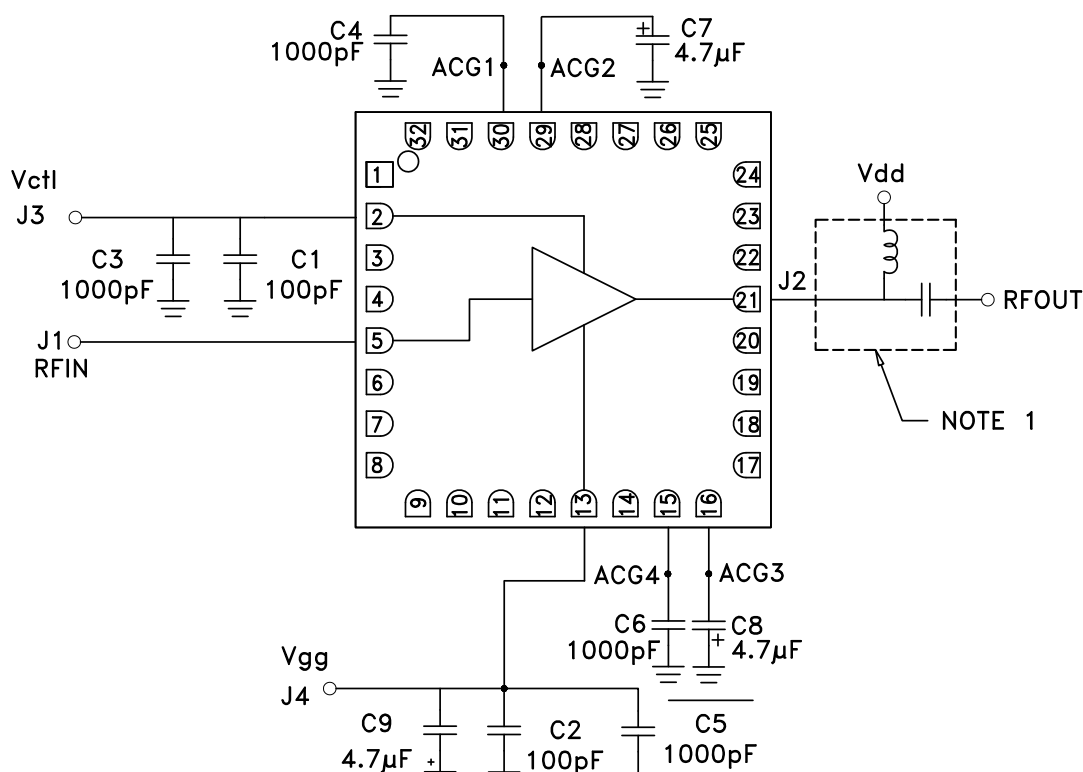 C4
1000pF
ACG1
ACG2
+
C7
4.7µF
32
31
30
29
28
27
26
25
1
2
3
4
5
6
7
8
24
23
22
21
20
19
18
17
9
10
11
12
13
14
15
16
Vctl
J3
C3
1000pF
C1
100pF
J1
RFIN
Vdd
J2
RFOUT
NOTE 1
ACG4
ACG3
C6
1000pF
C8
+
4.7µF
Vgg
J4
C9
4.7µF
+
C2
100pF
C5
1000pF